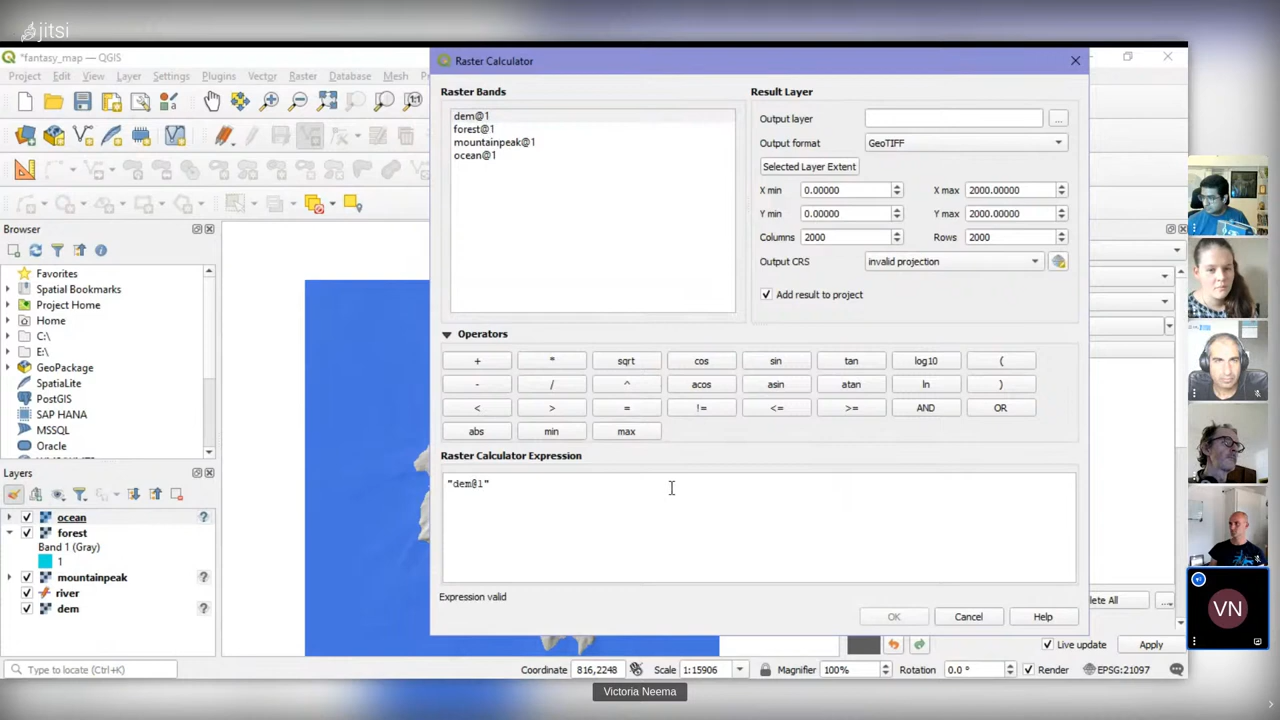 jitsi
*fantasy_map — QGIS
Raster Calculator
Project Edit View Layer Settings Plugins Vector Raster Database Mesh
Raster Bands
dem@1
forest@1
mountainpeak@1
ocean@1
Result Layer
Output layer
...
Output format GeoTIFF
Selected Layer Extent
X min 0.00000 X max 2000.00000
Y min 0.00000 Y max 2000.00000
Columns 2000 Rows 2000
Output CRS invalid projection
Add result to project
Operators
+ * sqrt cos sin tan log10 (
- / ^ acos asin atan ln )
< > = != <= >= AND OR
abs min max
Raster Calculator Expression
"dem@1"
Expression valid
OK Cancel Help
Browser
Favorites
Spatial Bookmarks
Project Home
Home
C:\
E:\
GeoPackage
SpatiaLite
PostGIS
SAP HANA
MSSQL
Oracle
Layers
ocean
forest
Band 1 (Gray)
1
mountainpeak
river
dem
lete All
...
Live update Apply
Type to locate (Ctrl+K) Coordinate 816,2248 Scale 1:15906 Magnifier 100% Rotation 0.0 ° Render EPSG:21097
VN
Victoria Neema